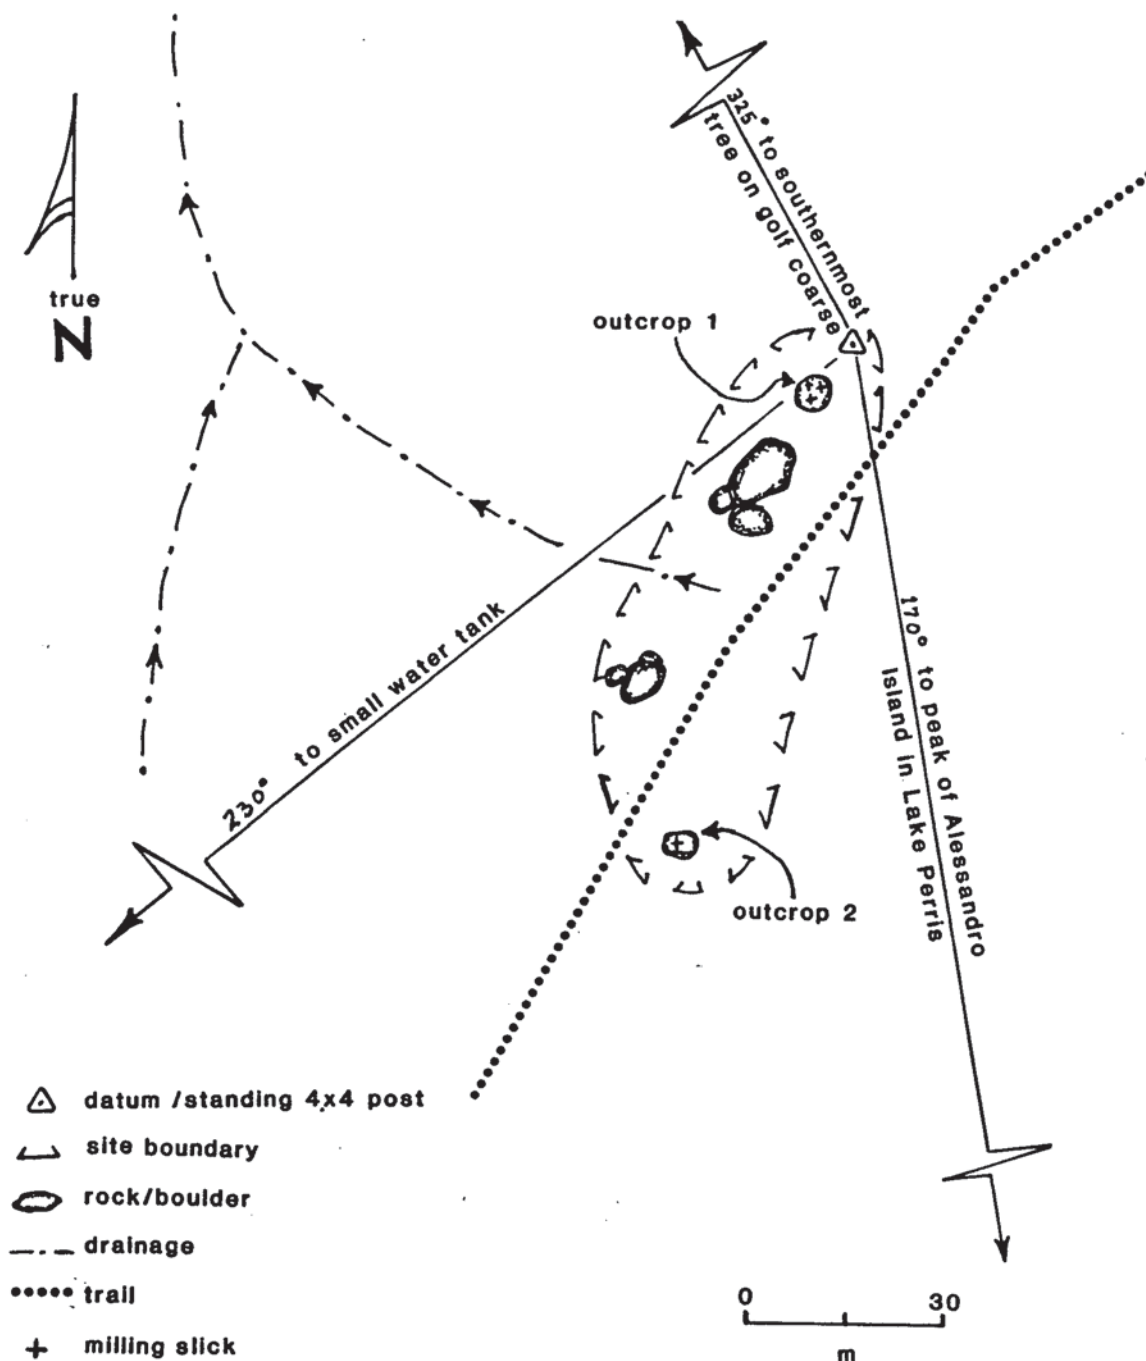 325° to southernmost
tree on golf coarse
true
N
outcrop 1
230° to small water tank
170° to peak of Alessandro
Island in Lake Perris
outcrop 2
datum /standing 4x4 post
site boundary
rock/boulder
drainage
trail
milling slick
0 30
m